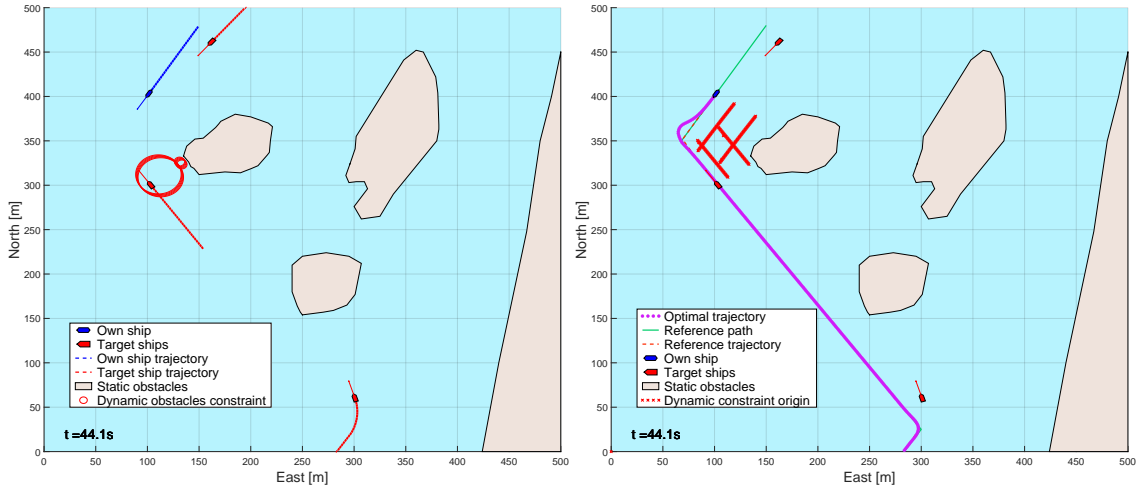 500
450
400
350
300
250
200
150
100
50
0
North [m]
Own ship
Target ships
Own ship trajectory
Target ship trajectory
Static obstacles
Dynamic obstacles constraint
t =44.1s
0 50 100 150 200 250 300 350 400 450 500
East [m]
500
450
400
350
300
250
200
150
100
50
0
North [m]
Optimal trajectory
Reference path
Reference trajectory
Own ship
Target ships
Static obstacles
Dynamic constraint origin
t =44.1s
0 50 100 150 200 250 300 350 400 450 500
East [m]